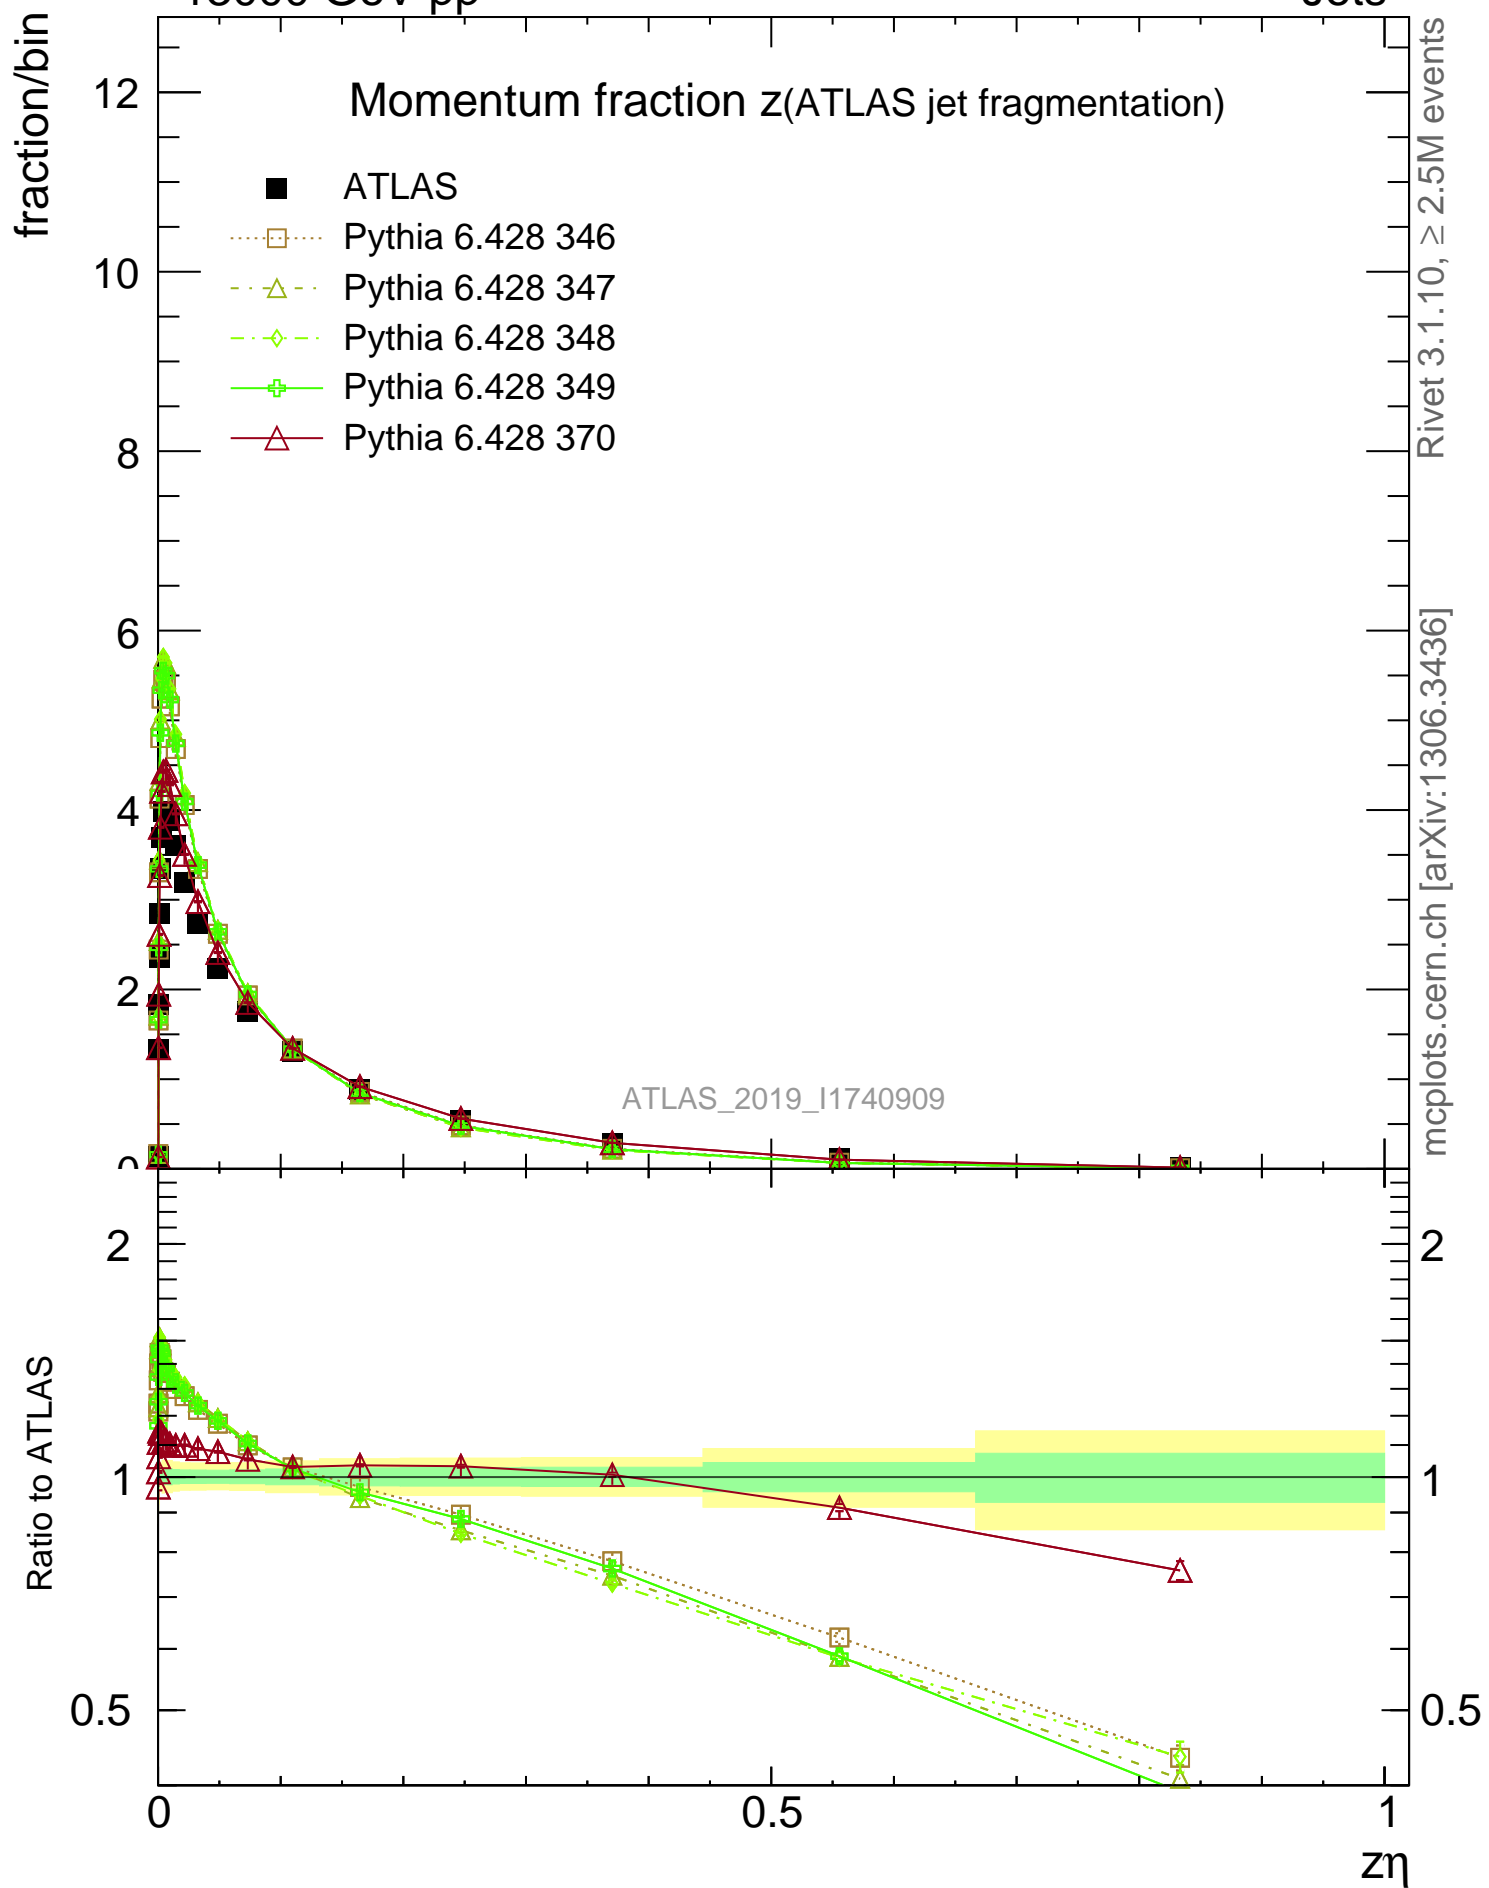 fraction/bin
12
10
8
6
4
2
Momentum fraction z(ATLAS jet fragmentation)
ATLAS
Pythia 6.428 346
Pythia 6.428 347
Pythia 6.428 348
Pythia 6.428 349
Pythia 6.428 370
ATLAS_2019_I1740909
Rivet 3.1.10, ≥ 2.5M events
mcplots.cern.ch [arXiv:1306.3436]
Ratio to ATLAS
2
1
0.5
2
1
0.5
0
0.5
1
zη